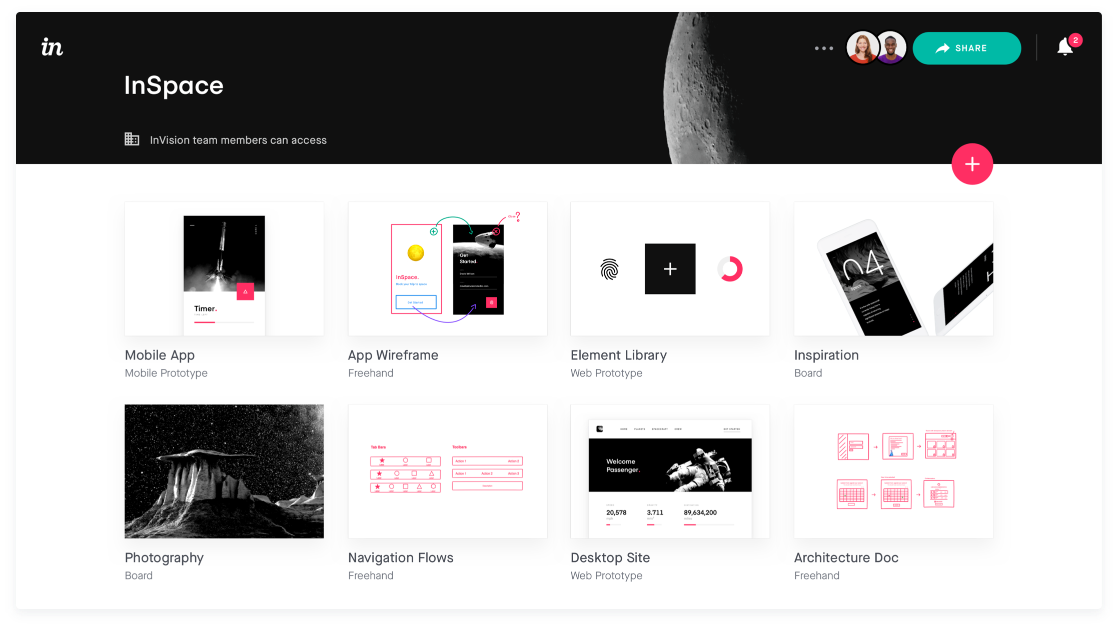 in
SHARE
2
InSpace
InVision team members can access
Timer.
InSpace.
Get
Started.
?
04
Mobile App
Mobile Prototype
App Wireframe
Freehand
Element Library
Web Prototype
Inspiration
Board
Welcome
Passenger.
20,578
3.711
89,634,200
Photography
Board
Navigation Flows
Freehand
Desktop Site
Web Prototype
Architecture Doc
Freehand